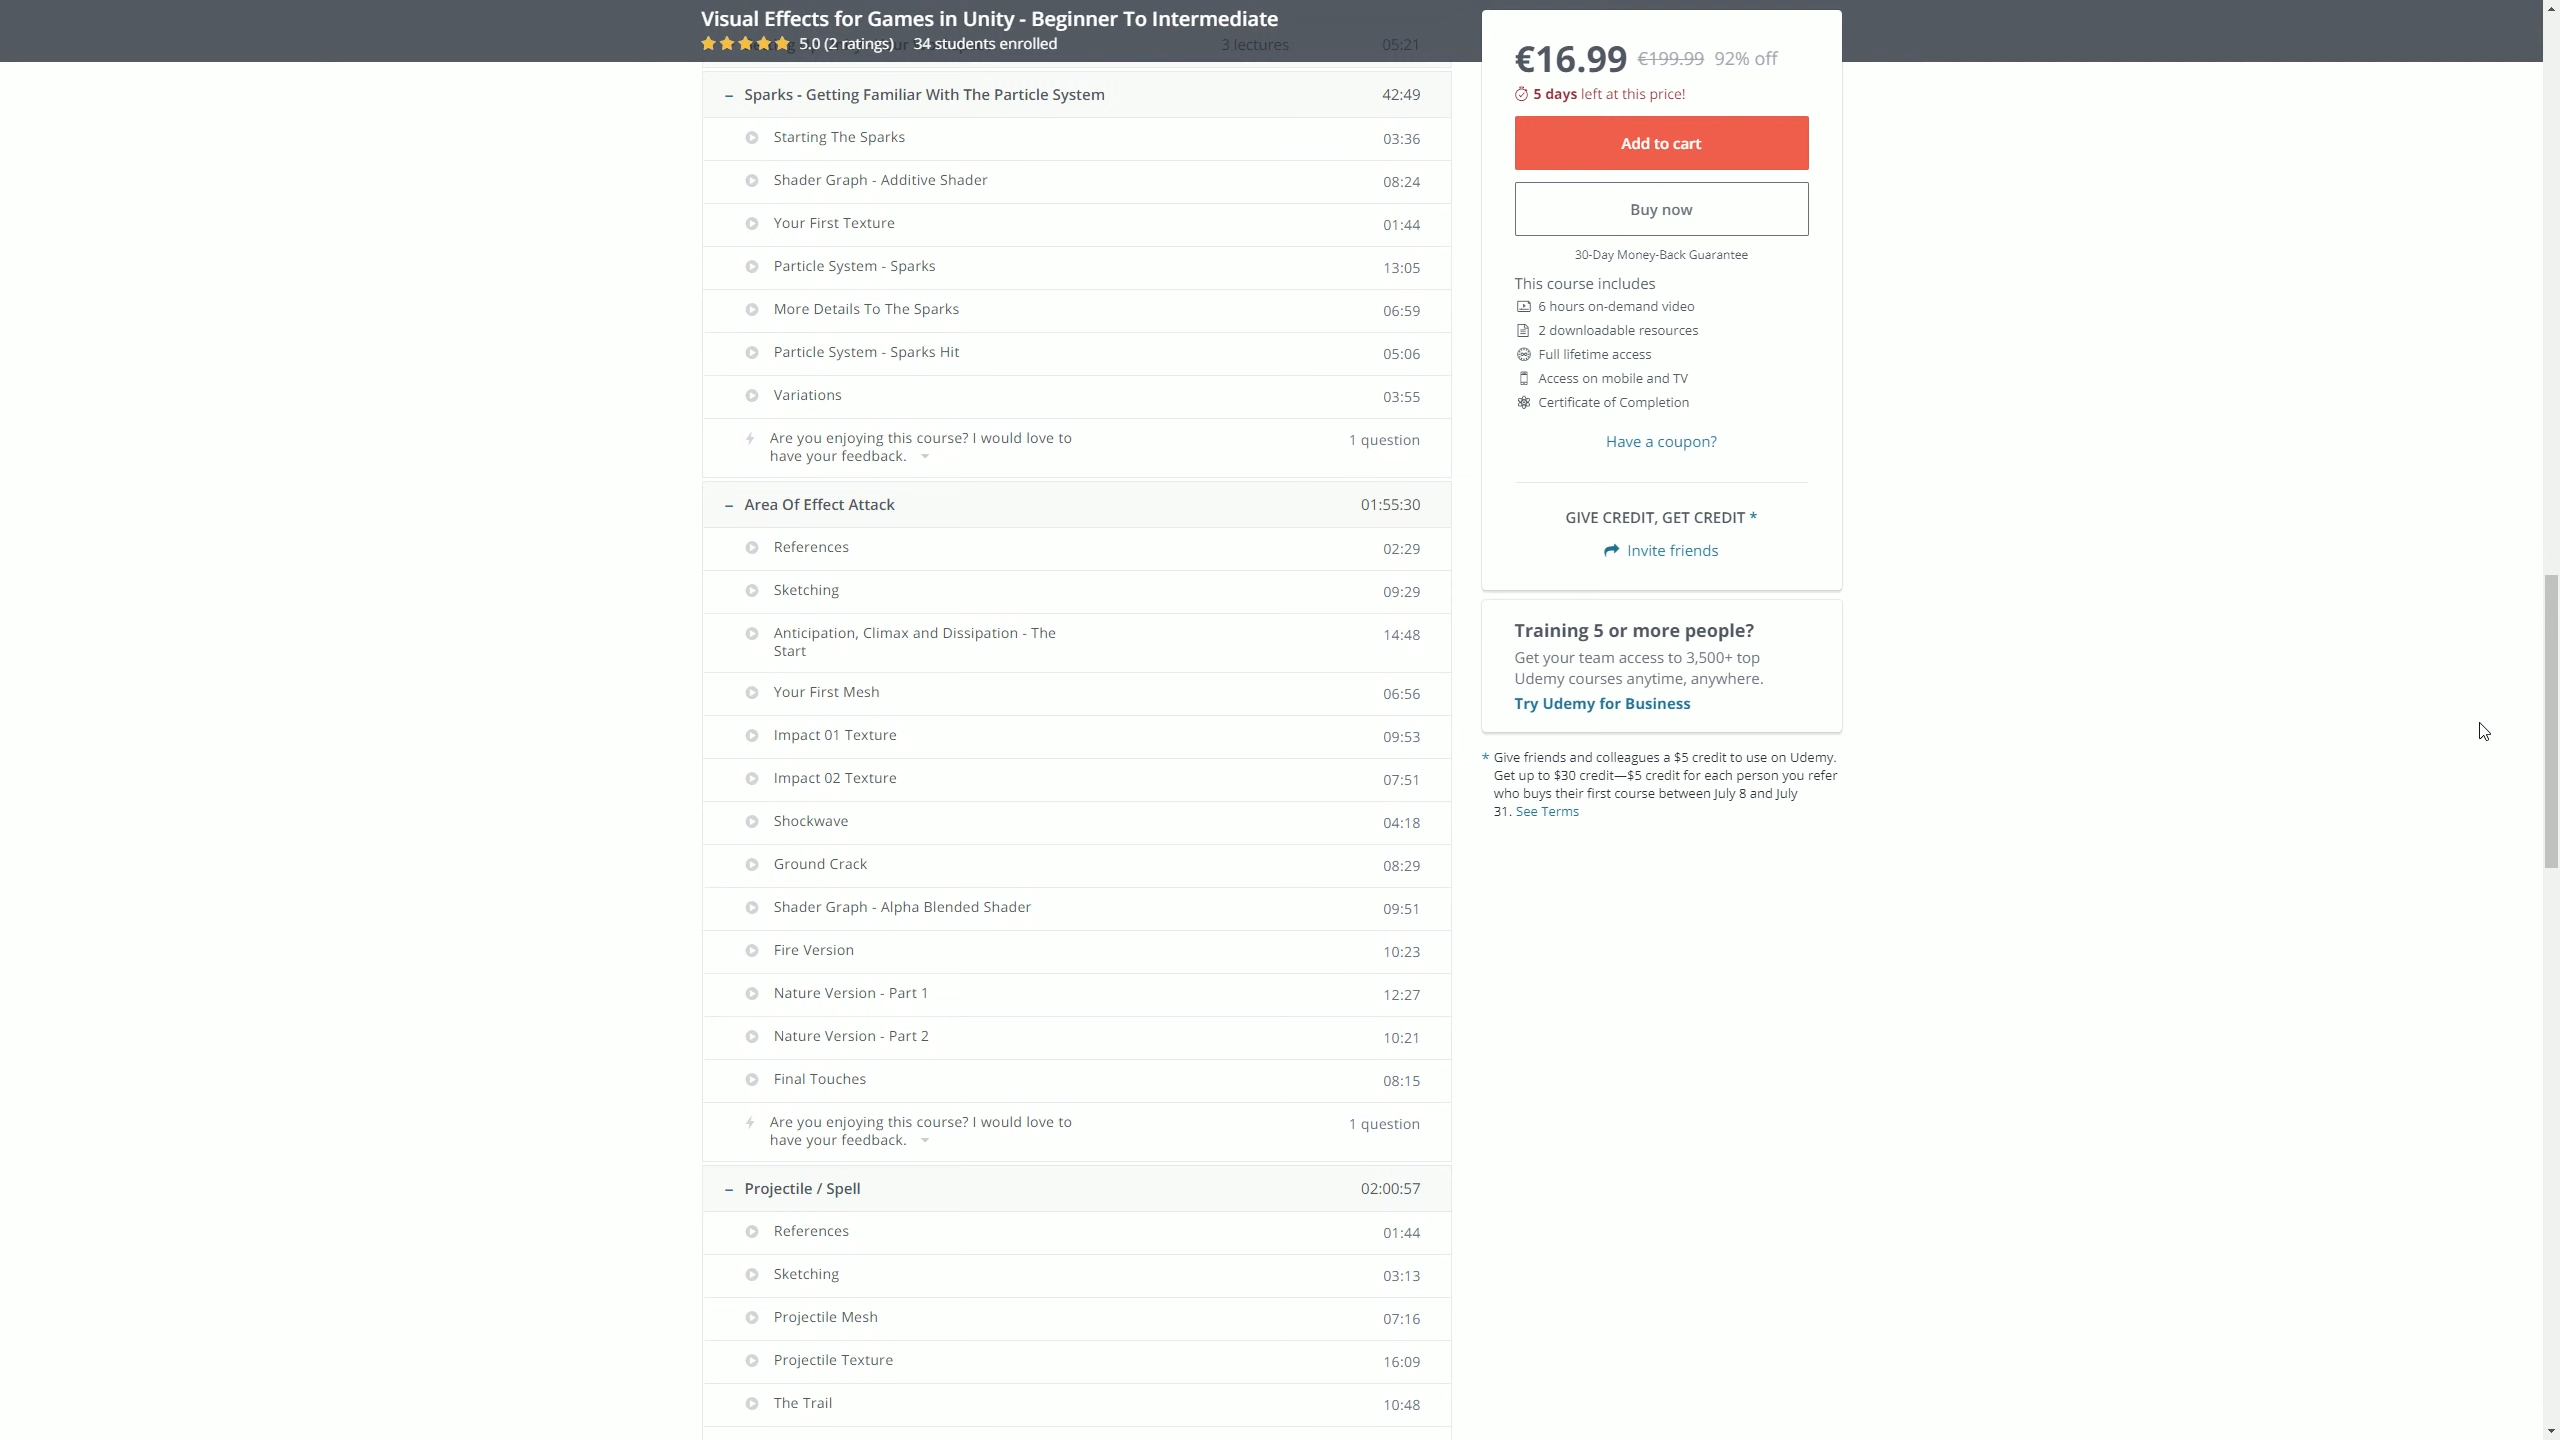 Visual Effects for Games in Unity - Beginner To Intermediate
5.0 (2 ratings) 34 students enrolled
3 lectures 05:21
Sparks - Getting Familiar With The Particle System 42:49
Starting The Sparks 03:36
Shader Graph - Additive Shader 08:24
Your First Texture 01:44
Particle System - Sparks 13:05
More Details To The Sparks 06:59
Particle System - Sparks Hit 05:06
Variations 03:55
Are you enjoying this course? I would love to 1 question
have your feedback.
Area Of Effect Attack 01:55:30
References 02:29
Sketching 09:29
Anticipation, Climax and Dissipation - The 14:48
Start
Your First Mesh 06:56
Impact 01 Texture 09:53
Impact 02 Texture 07:51
Shockwave 04:18
Ground Crack 08:29
Shader Graph - Alpha Blended Shader 09:51
Fire Version 10:23
Nature Version - Part 1 12:27
Nature Version - Part 2 10:21
Final Touches 08:15
Are you enjoying this course? I would love to 1 question
have your feedback.
Projectile / Spell 02:00:57
References 01:44
Sketching 03:13
Projectile Mesh 07:16
Projectile Texture 16:09
The Trail 10:48
€16.99 €199.99 92% off
5 days left at this price!
Add to cart
Buy now
30-Day Money-Back Guarantee
This course includes
6 hours on-demand video
2 downloadable resources
Full lifetime access
Access on mobile and TV
Certificate of Completion
Have a coupon?
GIVE CREDIT, GET CREDIT *
Invite friends
Training 5 or more people?
Get your team access to 3,500+ top
Udemy courses anytime, anywhere.
Try Udemy for Business
* Give friends and colleagues a $5 credit to use on Udemy.
Get up to $30 credit—$5 credit for each person you refer
who buys their first course between July 8 and July
31. See Terms